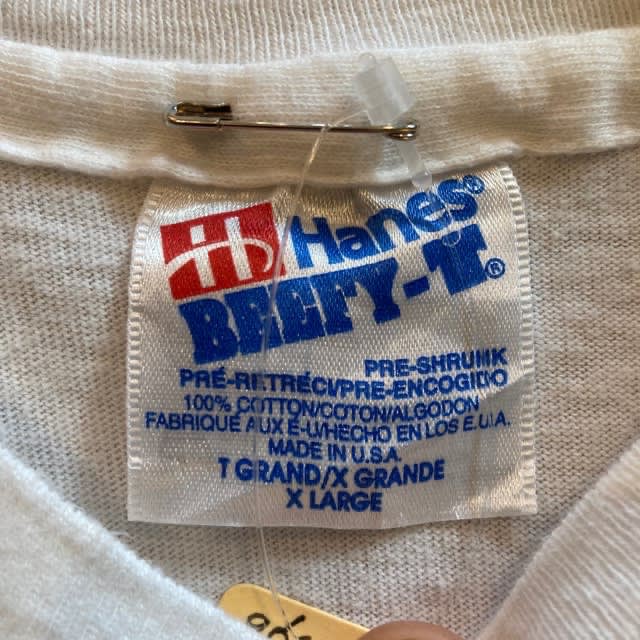 H Hanes®
BEEFY-T®
PRE-SHRUNK
PRÉ-RÉTRÉCI/PRE-ENCOGIDO
100% COTTON/COTON/ALGODON
FABRIQUE AUX É-U/HECHO EN LOS E.U.A.
MADE IN U.S.A.
T GRAND/X GRANDE
X LARGE